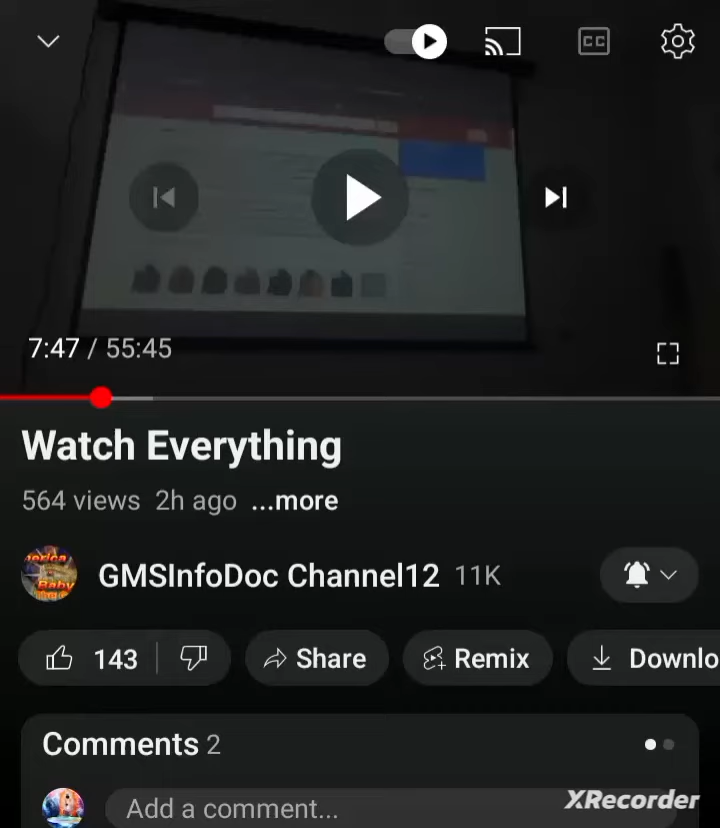 CC
7:47 / 55:45
Watch Everything
564 views 2h ago ...more
GMSInfoDoc Channel12 11K
143
Share
Remix
Downlo
Comments 2
Add a comment...
XRecorder